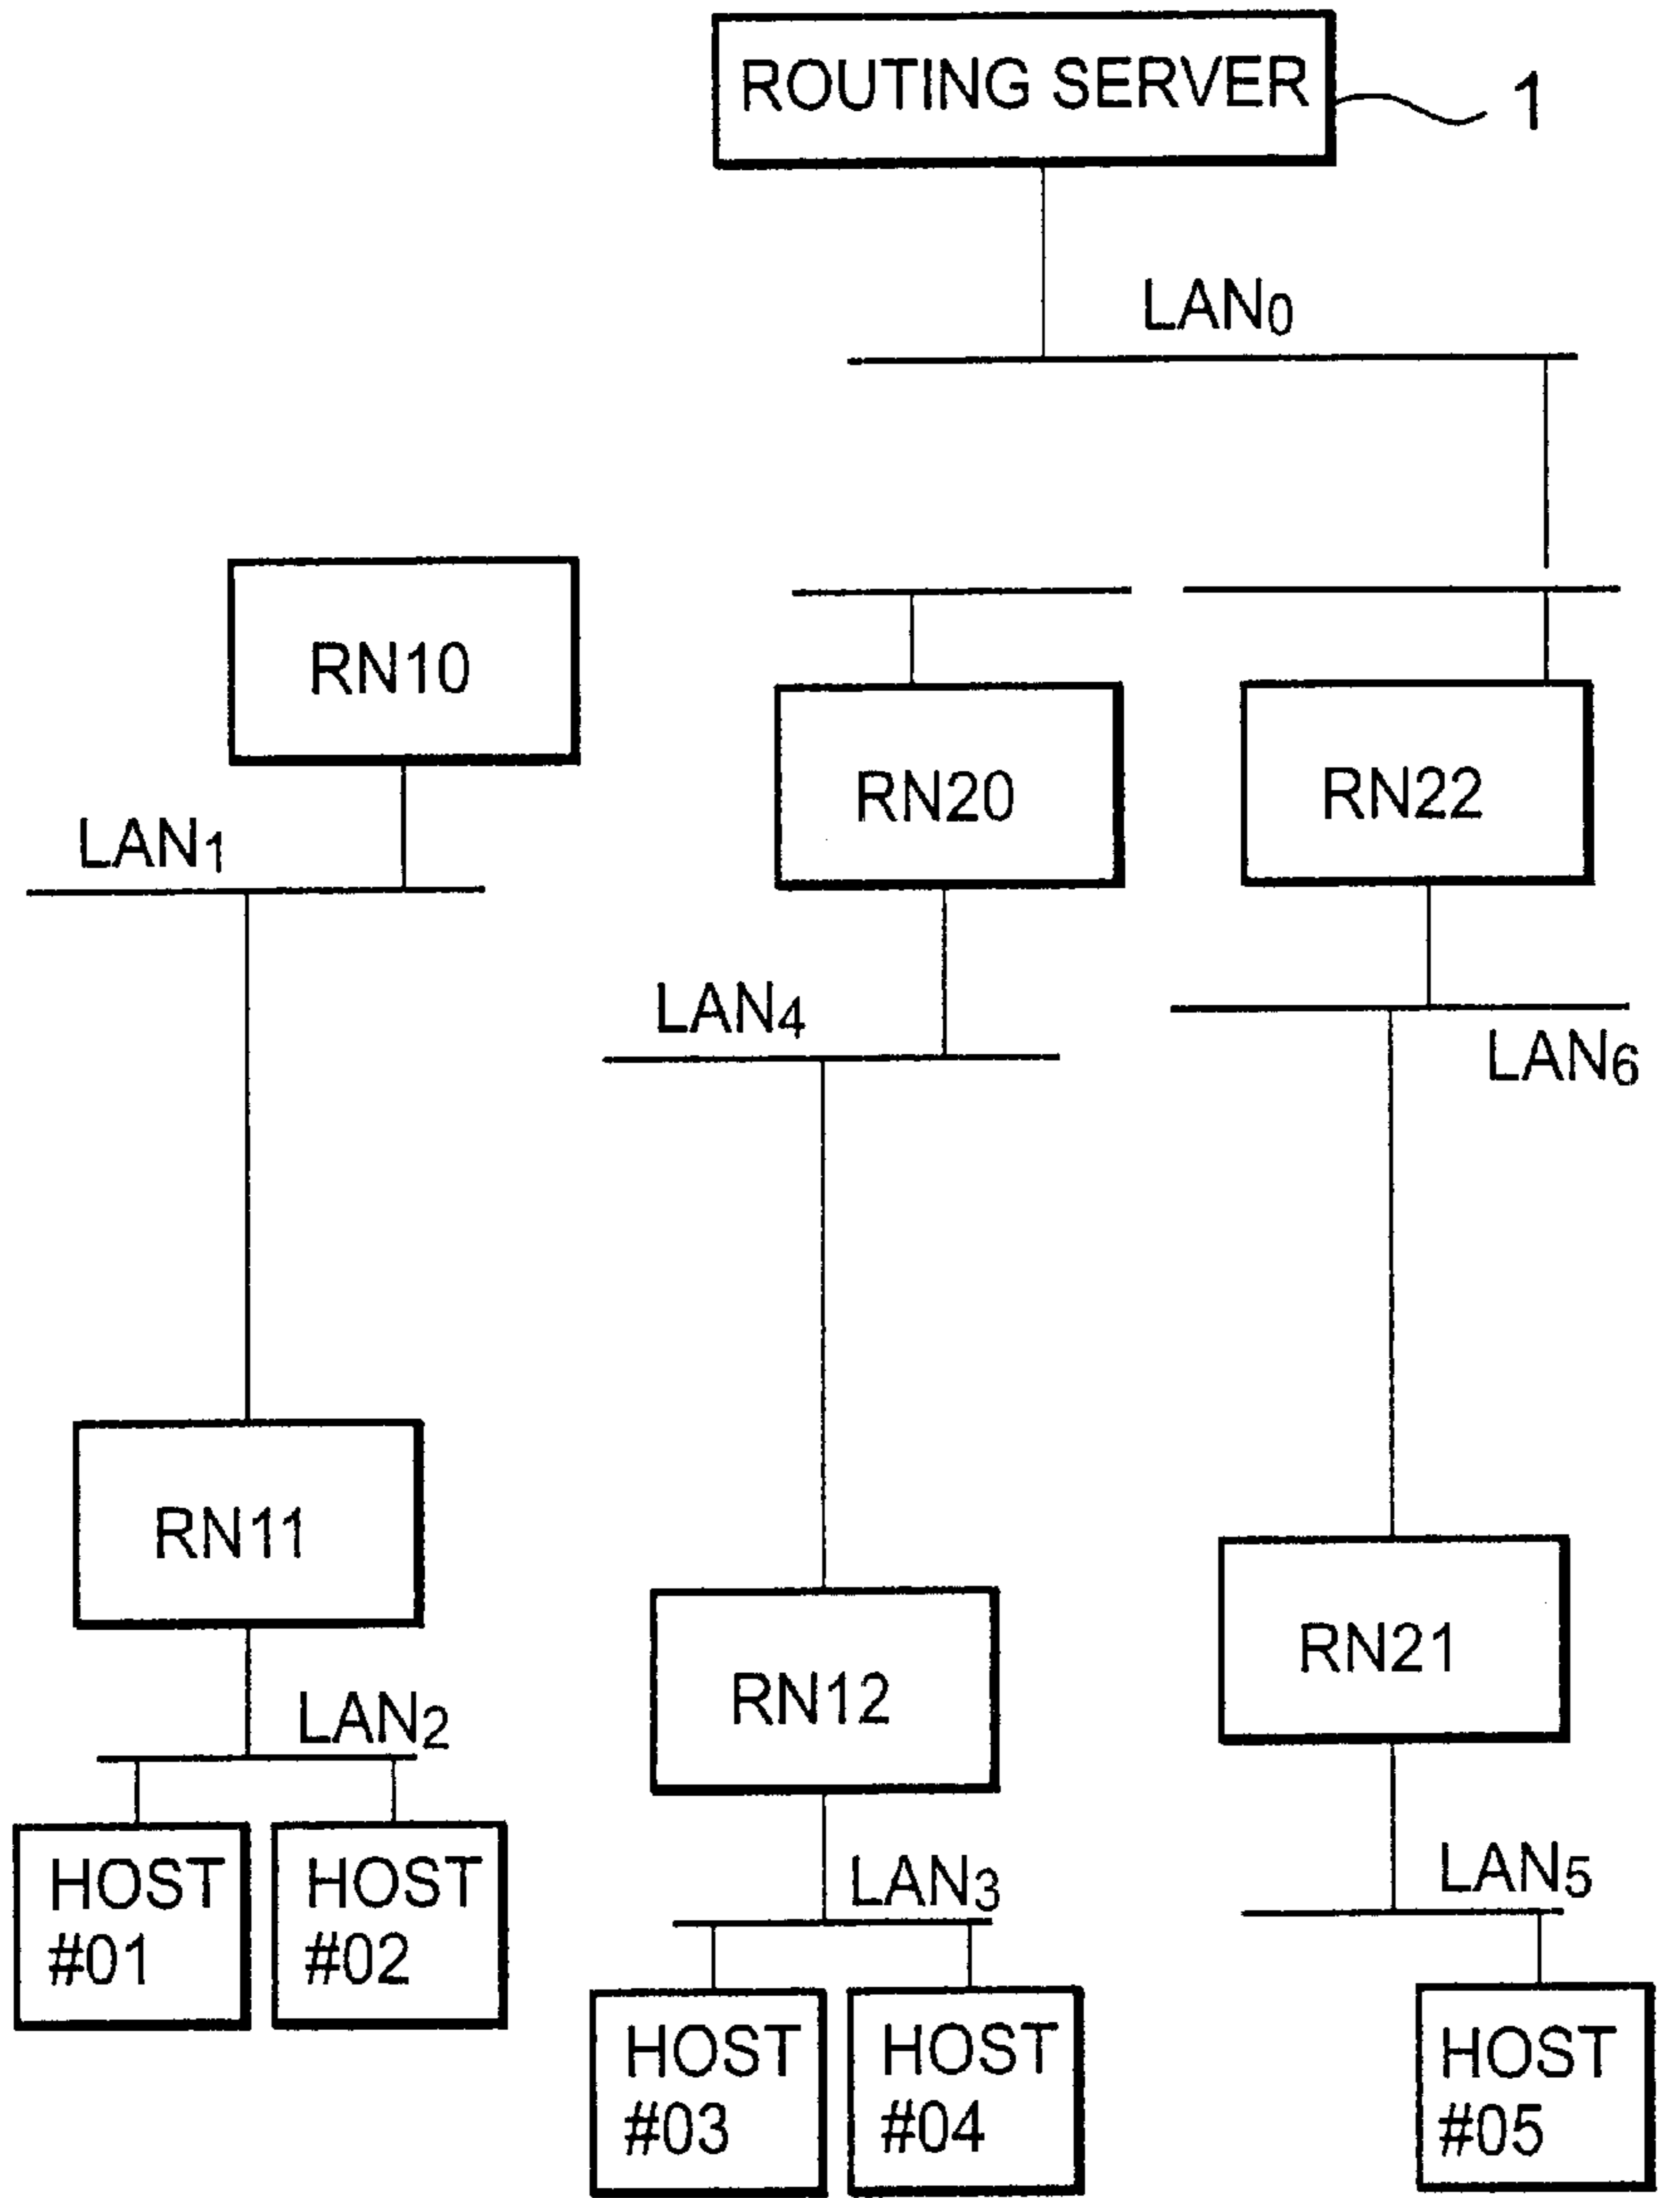 ROUTING SERVER
1
LAN0
RN10
RN20
RN22
LAN1
LAN4
LAN6
RN11
RN12
RN21
LAN2
LAN3
LAN5
HOST
#01
HOST
#02
HOST
#03
HOST
#04
HOST
#05